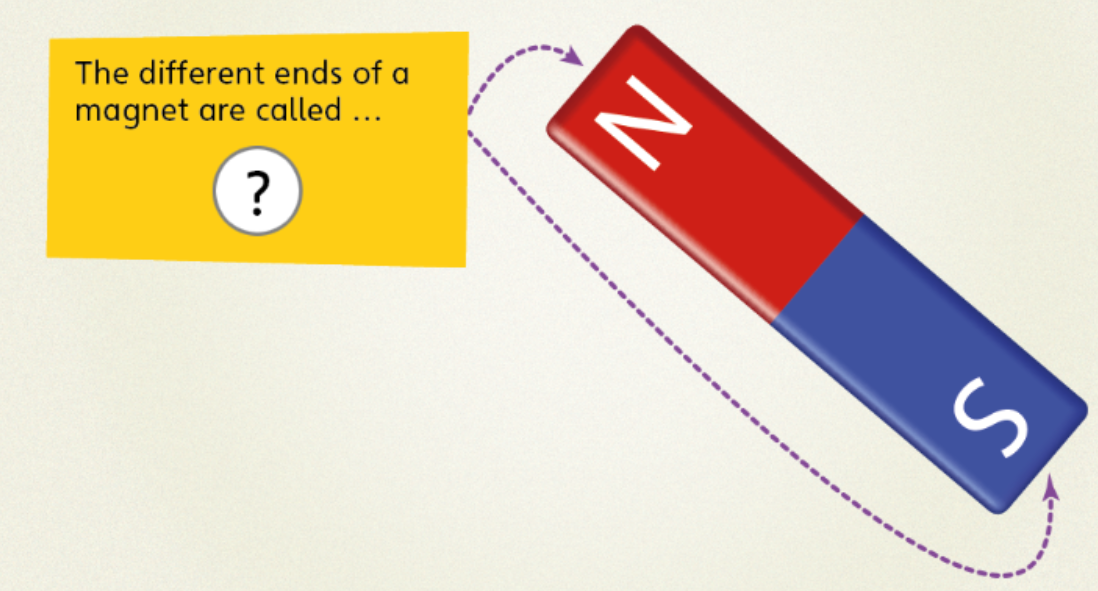 The different ends of a
magnet are called ...
?
N
S